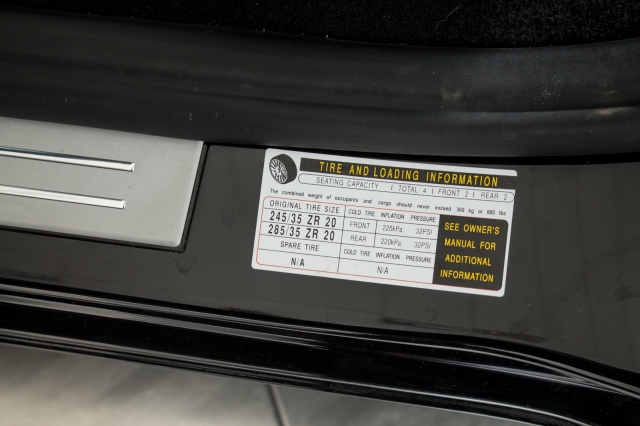 TIRE AND LOADING INFORMATION
SEATING CAPACITY | TOTAL 4 | FRONT 2 | REAR 2
The combined weight of occupants and cargo should never exceed 360 kg or 800 lbs
ORIGINAL TIRE SIZE COLD TIRE INFLATION PRESSURE
245/35 ZR 20 FRONT 220kPa. 32PSI
285/35 ZR 20 REAR 220kPa. 32PSI
SPARE TIRE COLD TIRE INFLATION PRESSURE
N/A N/A
SEE OWNER'S
MANUAL FOR
ADDITIONAL
INFORMATION